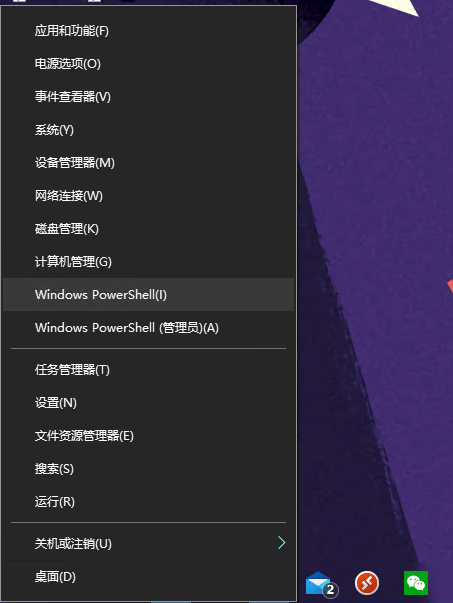 应用和功能(F)
电源选项(O)
事件查看器(V)
系统(Y)
设备管理器(M)
网络连接(W)
磁盘管理(K)
计算机管理(G)
Windows PowerShell(I)
Windows PowerShell (管理员)(A)
任务管理器(T)
设置(N)
文件资源管理器(E)
搜索(S)
运行(R)
关机或注销(U)
桌面(D)
2